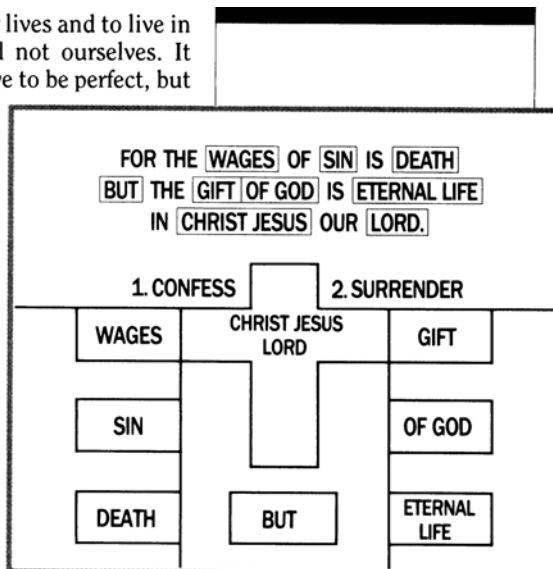 lives and to live in
not ourselves. It
e to be perfect, but
FOR THE WAGES OF SIN IS DEATH
BUT THE GIFT OF GOD IS ETERNAL LIFE
IN CHRIST JESUS OUR LORD.
1. CONFESS 2. SURRENDER
WAGES
CHRIST JESUS
LORD
GIFT
SIN
OF GOD
DEATH
BUT
ETERNAL
LIFE